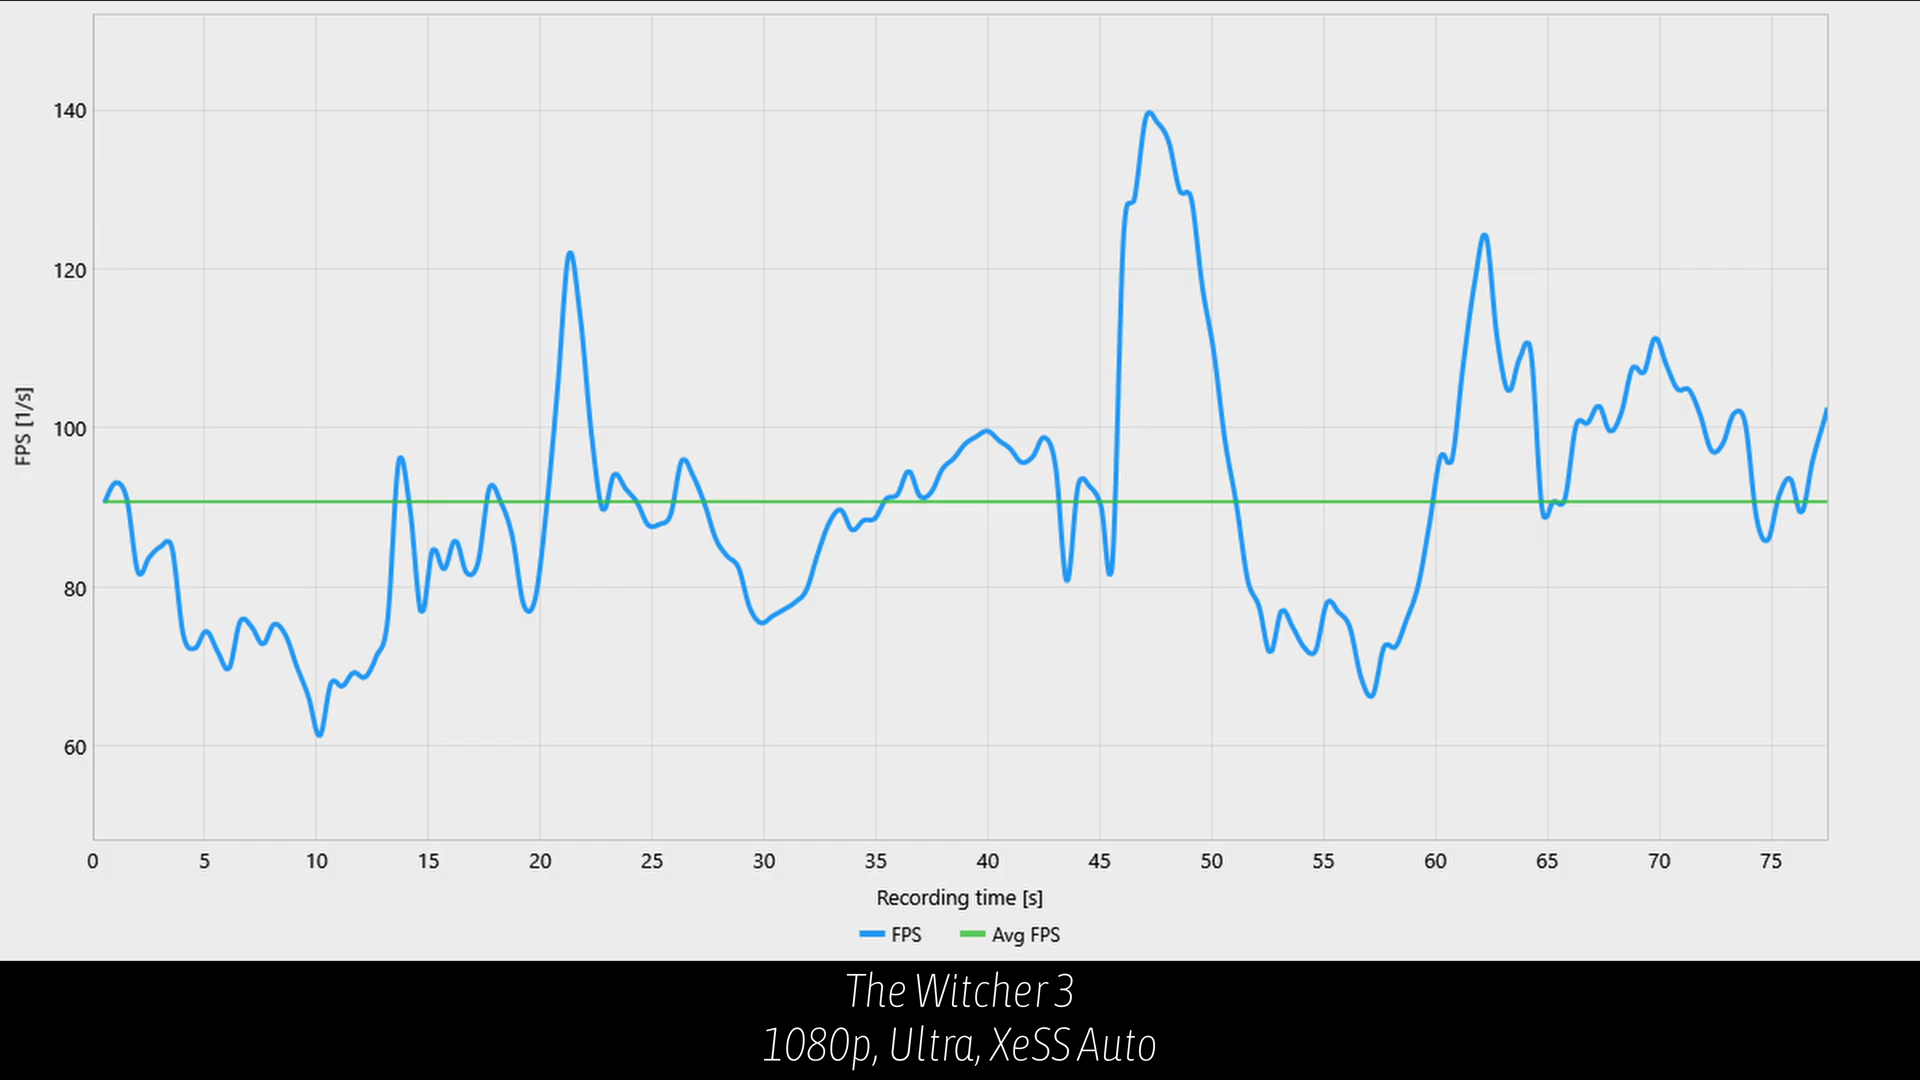 140
120
100
80
60
FPS [1/s]
0 5 10 15 20 25 30 35 40 45 50 55 60 65 70 75
Recording time [s]
FPS Avg FPS
The Witcher 3
1080p, Ultra, XeSS Auto